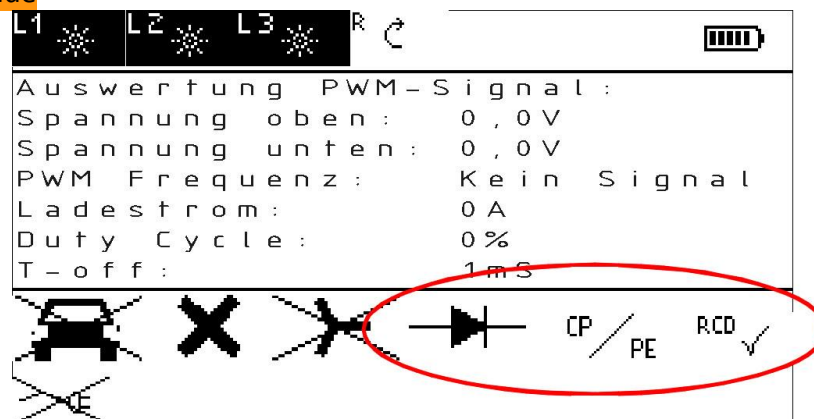 L1 L2 L3 R
Auswertung PWM-Signal:
Spannung oben: 0,0V
Spannung unten: 0,0V
PWM Frequenz: Kein Signal
Ladestrom: 0A
Duty Cycle: 0%
T-off: 1mS
CP/PE RCD